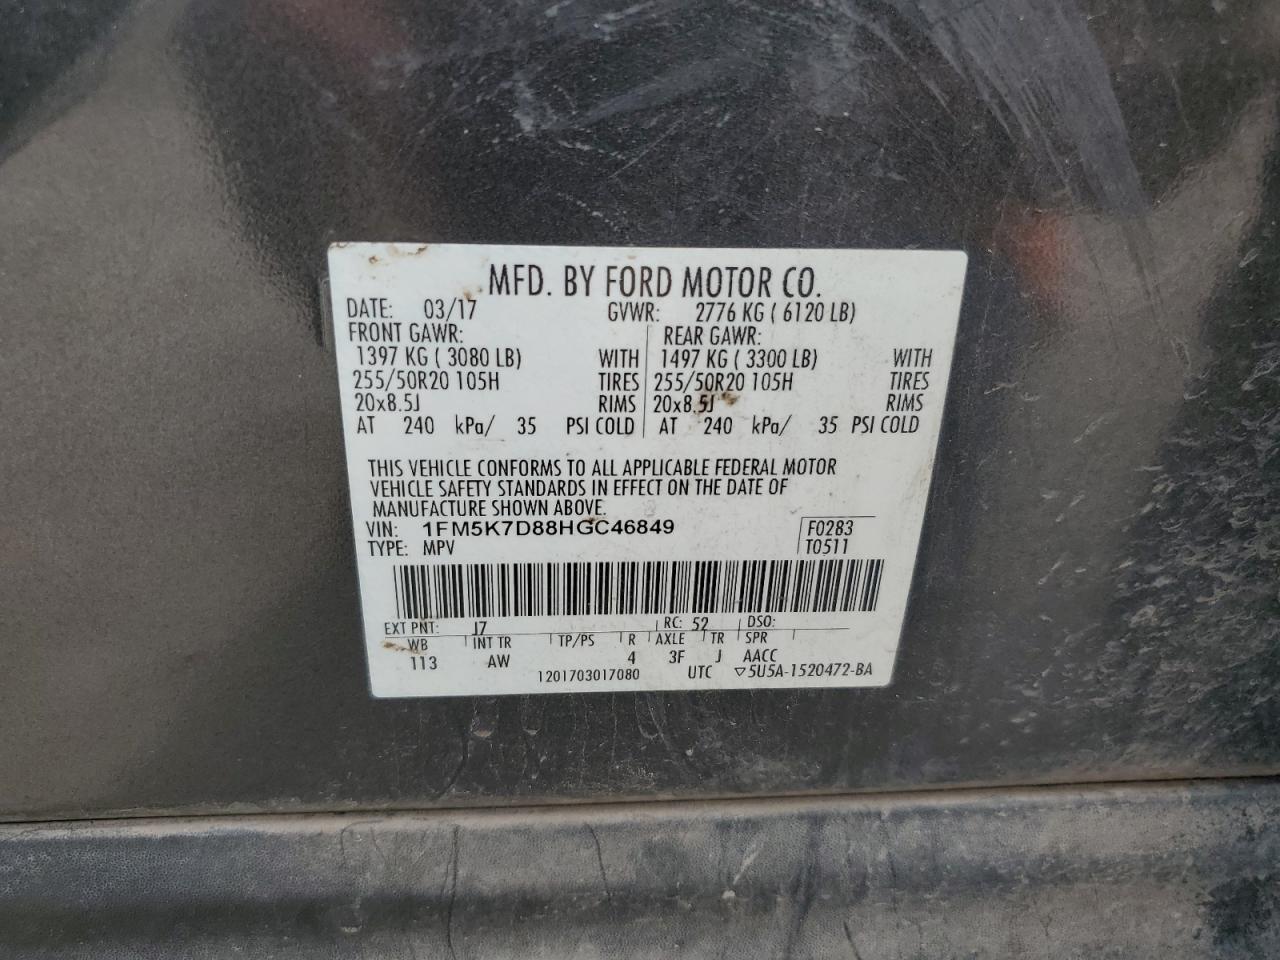 MFD. BY FORD MOTOR CO.
DATE: 03/17 GVWR: 2776 KG ( 6120 LB)
FRONT GAWR: REAR GAWR:
1397 KG ( 3080 LB) WITH 1497 KG ( 3300 LB) WITH
255/50R20 105H TIRES 255/50R20 105H TIRES
20x8.5J RIMS 20x8.5J RIMS
AT 240 kPa/ 35 PSI COLD AT 240 kPa/ 35 PSI COLD
THIS VEHICLE CONFORMS TO ALL APPLICABLE FEDERAL MOTOR
VEHICLE SAFETY STANDARDS IN EFFECT ON THE DATE OF
MANUFACTURE SHOWN ABOVE.
VIN: 1FM5K7D88HGC46849 F0283
TYPE: MPV T0511
EXT PNT: J7 RC: 52 DSO:
WB INT TR TP/PS R AXLE TR SPR
113 AW 4 3F J AACC
1201703017080 UTC ▽5U5A-1520472-BA